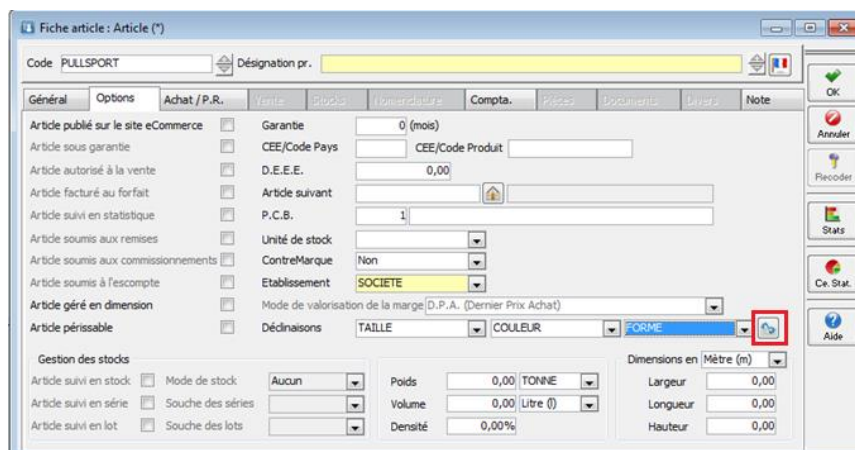 Fiche article : Article (*)
Code PULLSPORT Désignation pr.
Général Options Achat / P.R. Vente Stocks Nomenclature Compta. Pièces Documents Divers Note
Article publié sur le site eCommerce Garantie 0 (mois)
Article sous garantie CEE/Code Pays CEE/Code Produit
Article autorisé à la vente D.E.E.E. 0,00
Article facturé au forfait Article suivant
Article suivi en statistique P.C.B. 1
Article soumis aux remises Unité de stock
Article soumis aux commissionnements ContreMarque Non
Article soumis à l'escompte Etablissement SOCIETE
Article géré en dimension Mode de valorisation de la marge D.P.A. (Dernier Prix Achat)
Article périssable Déclinaisons TAILLE COULEUR FORME
Gestion des stocks Dimensions en Mètre (m)
Article suivi en stock Mode de stock Aucun Poids 0,00 TONNE Largeur 0,00
Article suivi en série Souche des séries Volume 0,00 Litre (l) Longueur 0,00
Article suivi en lot Souche des lots Densité 0,00% Hauteur 0,00
OK
Annuler
Recoder
Stats
Ce. Stat.
Aide